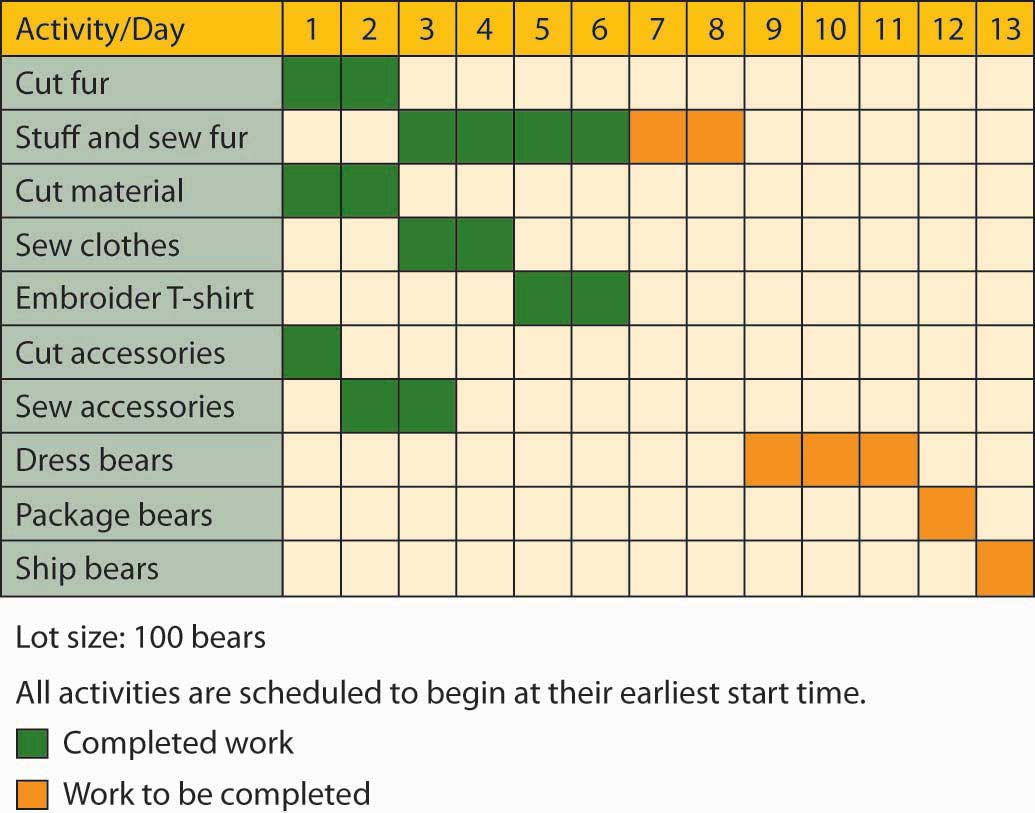 Activity/Day 1 2 3 4 5 6 7 8 9 10 11 12 13
Cut fur
Stuff and sew fur
Cut material
Sew clothes
Embroider T-shirt
Cut accessories
Sew accessories
Dress bears
Package bears
Ship bears
Lot size: 100 bears
All activities are scheduled to begin at their earliest start time.
Completed work
Work to be completed